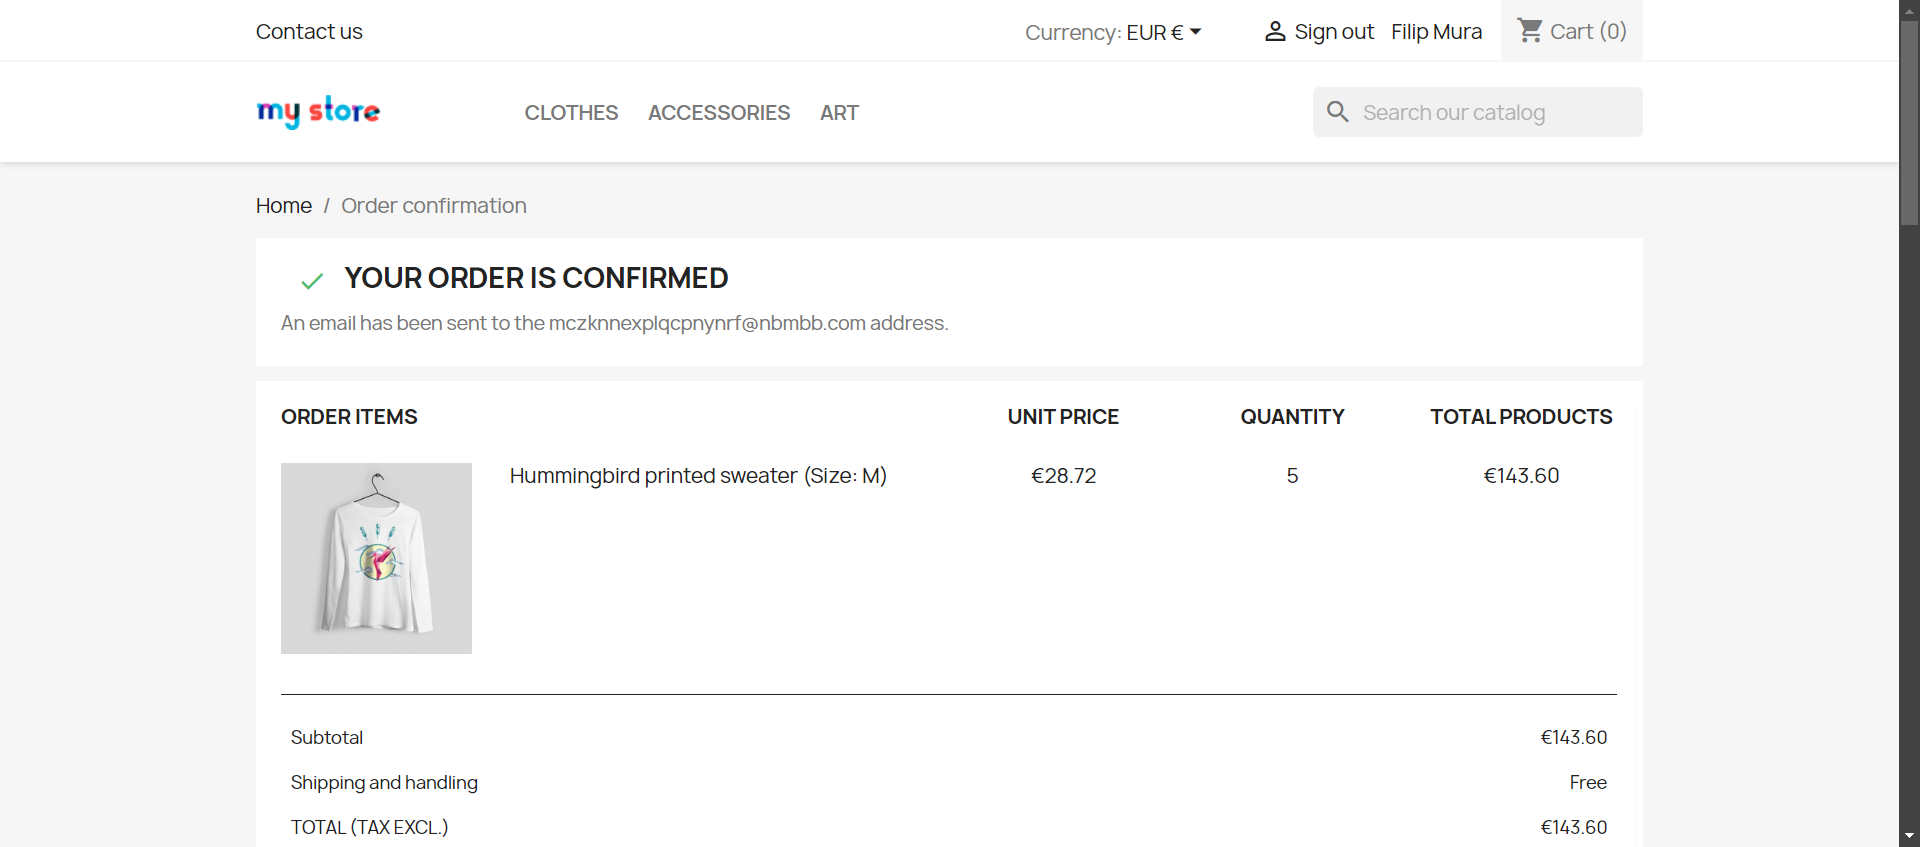 Contact us
Currency: EUR €
Sign out
Filip Mura
Cart (0)
my store
CLOTHES
ACCESSORIES
ART
Search our catalog
Home / Order confirmation
YOUR ORDER IS CONFIRMED
An email has been sent to the mczknnexplqcpnynrf@nbmbb.com address.
ORDER ITEMS UNIT PRICE QUANTITY TOTAL PRODUCTS
Hummingbird printed sweater (Size: M) €28.72 5 €143.60
Subtotal €143.60
Shipping and handling Free
TOTAL (TAX EXCL.) €143.60